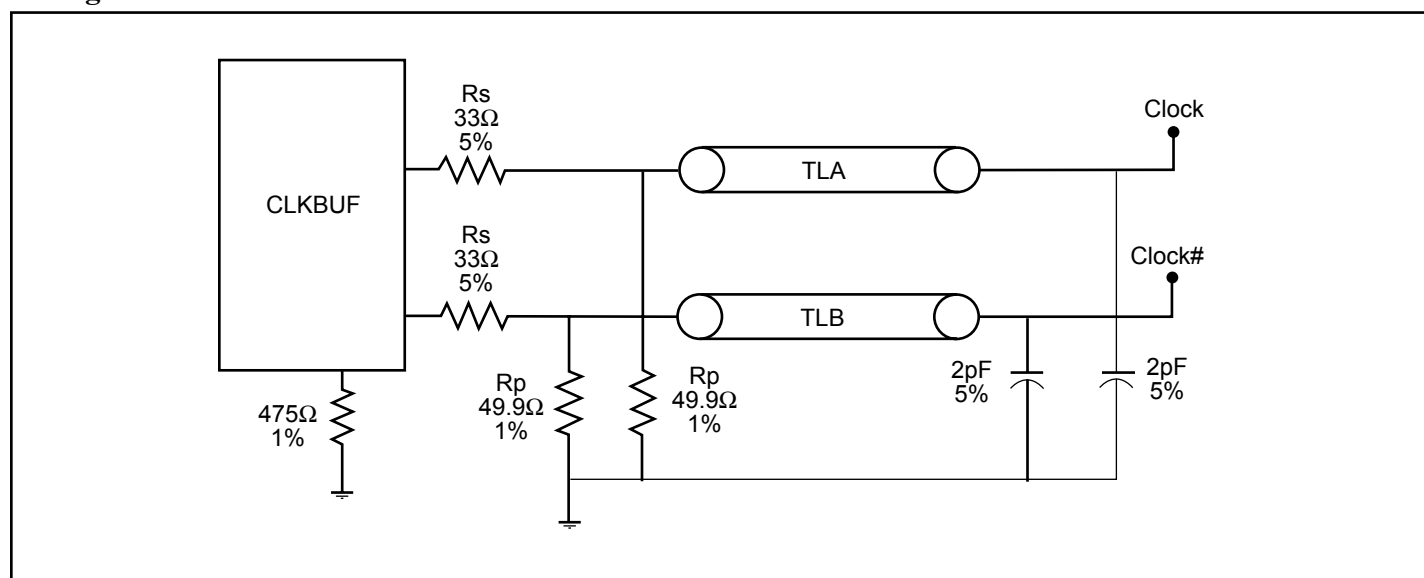 Rs
33Ω
5%
Clock
TLA
CLKBUF
Rs
33Ω
5%
Clock#
TLB
475Ω
1%
Rp
49.9Ω
1%
Rp
49.9Ω
1%
2pF
5%
2pF
5%